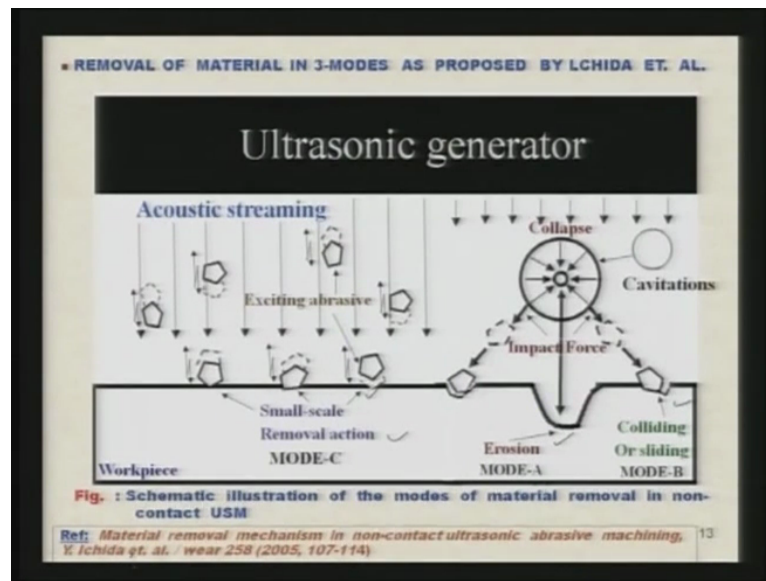 ▪ REMOVAL OF MATERIAL IN 3-MODES AS PROPOSED BY LCHIDA ET. AL.
Ultrasonic generator
Acoustic streaming
Collapse
Cavitations
Exciting abrasive
Impact Force
Small-scale
Removal action
MODE-C
Workpiece
Erosion
MODE-A
Colliding
Or sliding
MODE-B
Fig. : Schematic illustration of the modes of material removal in non-
contact USM
Ref: Material removal mechanism in non-contact ultrasonic abrasive machining,
Y. Ichida et. al. / wear 258 (2005, 107-114)
13